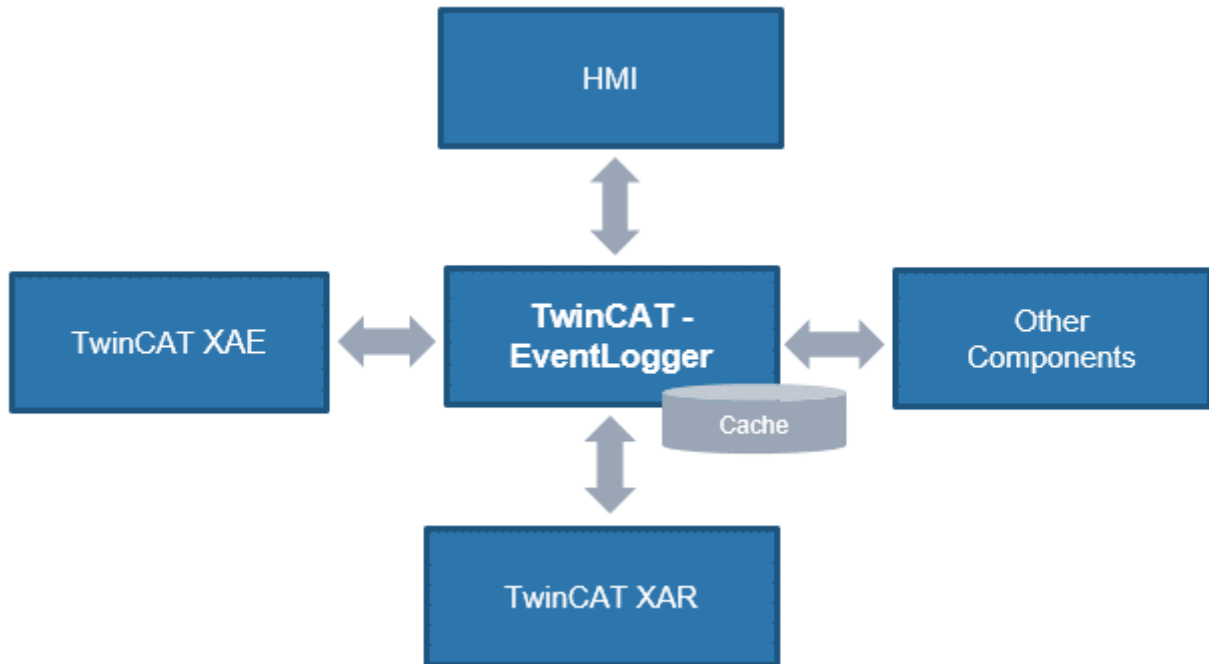 HMI
TwinCAT XAE
TwinCAT -
EventLogger
Other
Components
Cache
TwinCAT XAR